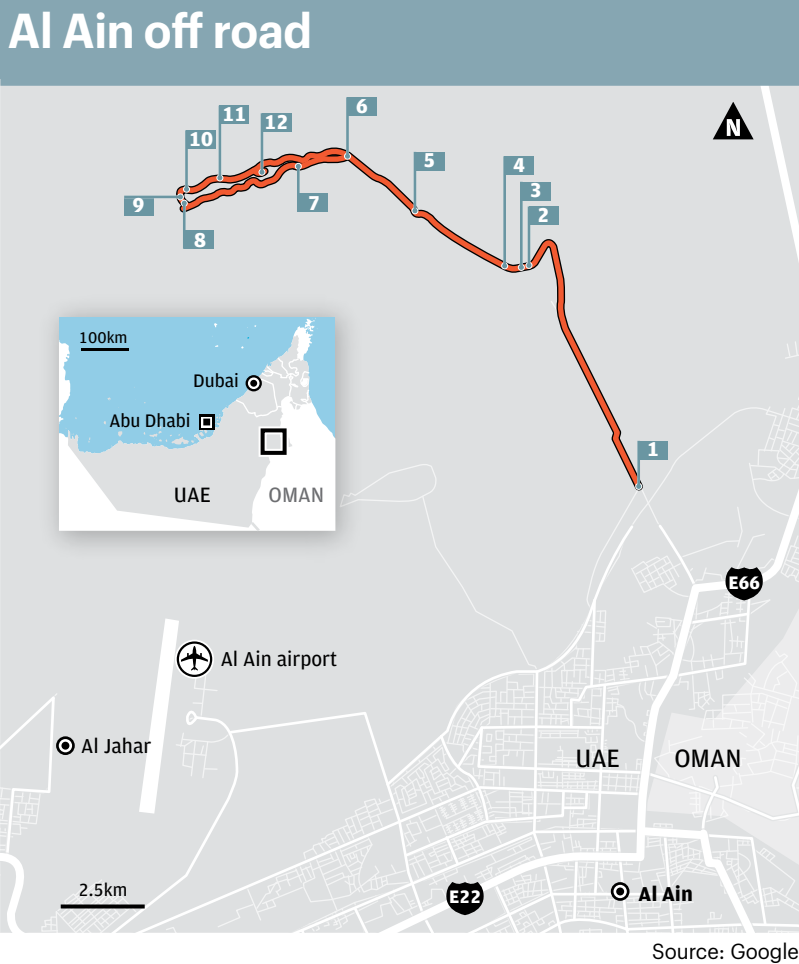 Al Ain off road
N
6
11
12
10
5
4
3
2
9
7
8
100km
Dubai
Abu Dhabi
UAE
OMAN
1
E66
Al Ain airport
Al Jahar
UAE
OMAN
2.5km
E22
Al Ain
Source: Google